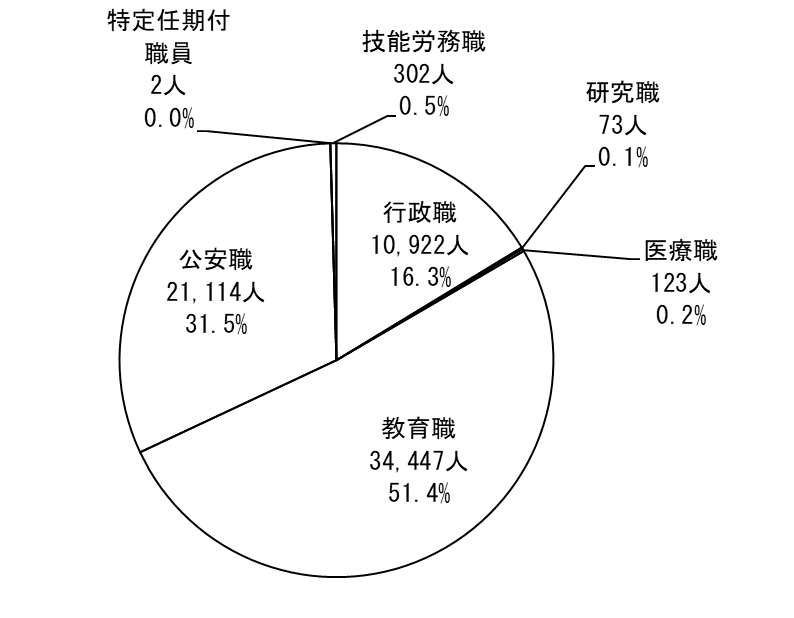 特定任期付
職員
2人
0.0%
技能労務職
302人
0.5%
研究職
73人
0.1%
行政職
10,922人
16.3%
医療職
123人
0.2%
公安職
21,114人
31.5%
教育職
34,447人
51.4%